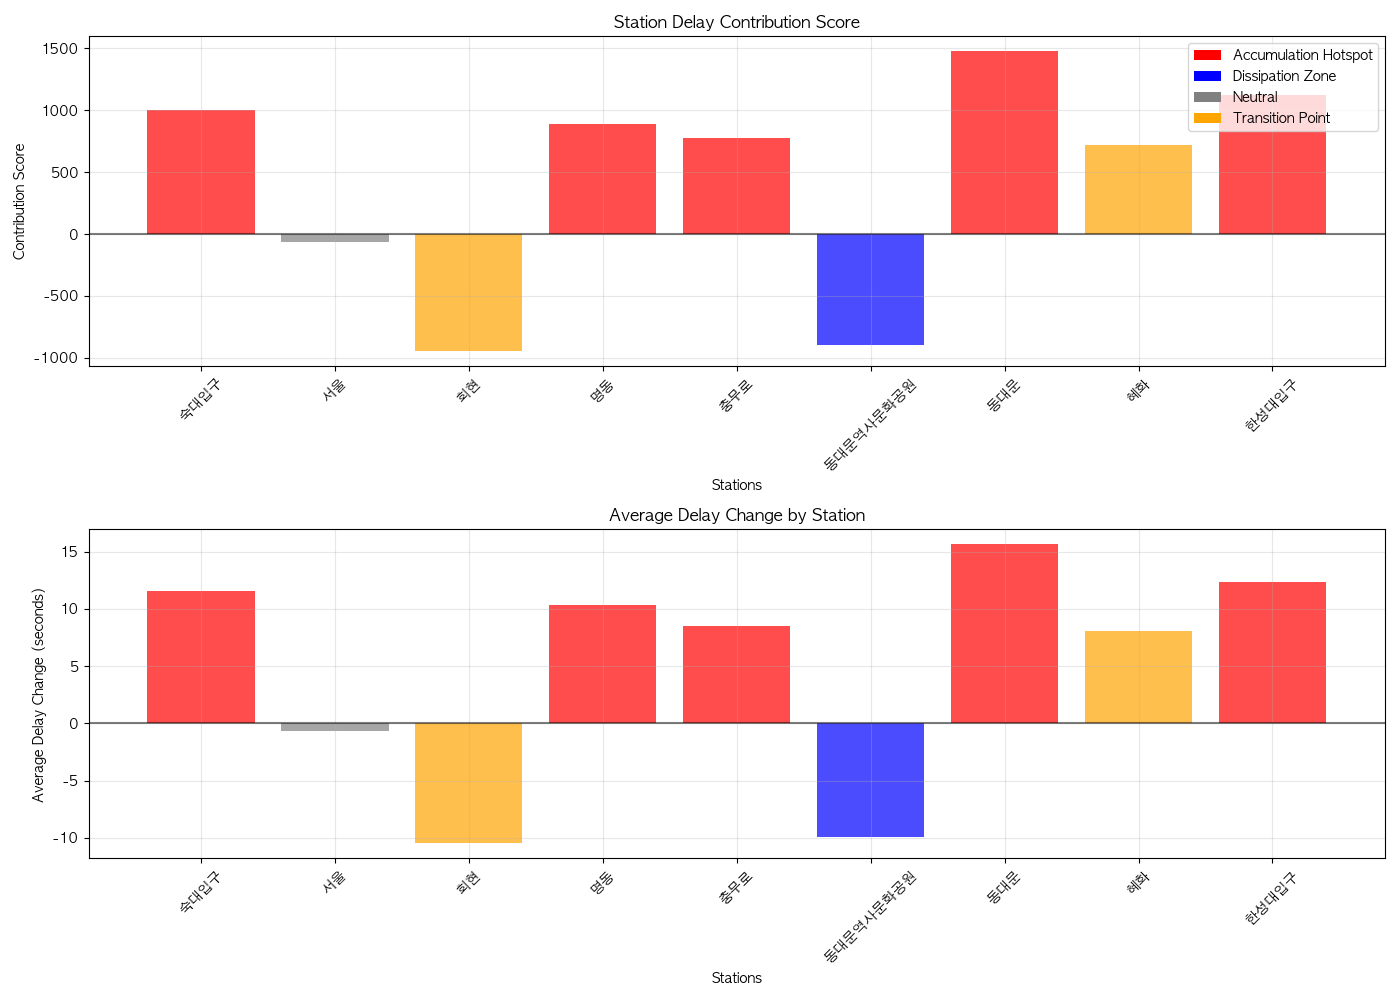 Station Delay Contribution Score
Contribution Score
1500
1000
500
0
-500
-1000
Accumulation Hotspot
Dissipation Zone
Neutral
Transition Point
숙대입구
서울
회현
명동
충무로
동대문역사문화공원
동대문
혜화
한성대입구
Stations
Average Delay Change by Station
Average Delay Change (seconds)
15
10
5
0
-5
-10
숙대입구
서울
회현
명동
충무로
동대문역사문화공원
동대문
혜화
한성대입구
Stations